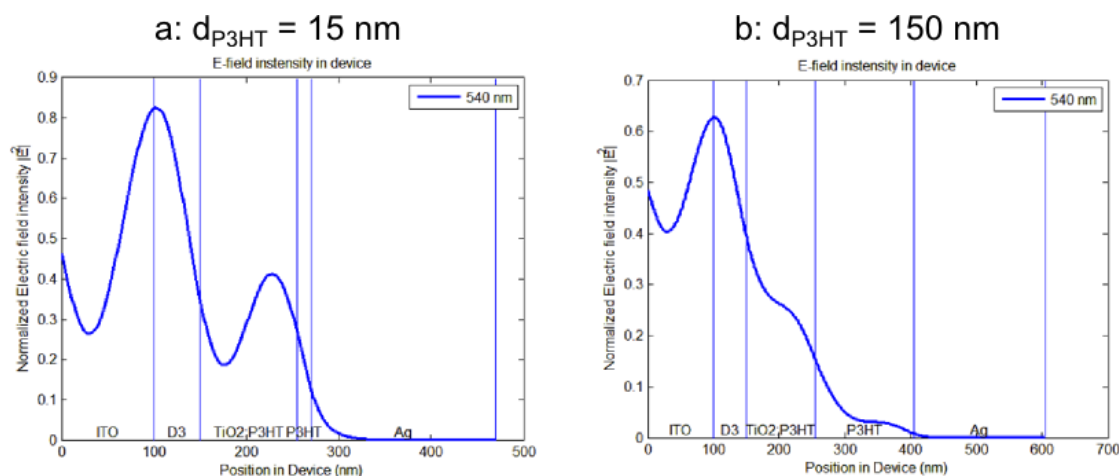 a: dP3HT = 15 nm
E-field instensity in device
Normalized Electric field intensity |E|²
0.9
0.8
0.7
0.6
0.5
0.4
0.3
0.2
0.1
0
540 nm
ITO D3 TiO2:P3HT P3HT Ag
0 100 200 300 400 500
Position in Device (nm)
b: dP3HT = 150 nm
E-field instensity in device
Normalized Electric field intensity |E|²
0.7
0.6
0.5
0.4
0.3
0.2
0.1
0
540 nm
ITO D3 TiO2:P3HT P3HT Ag
0 100 200 300 400 500 600 700
Position in Device (nm)